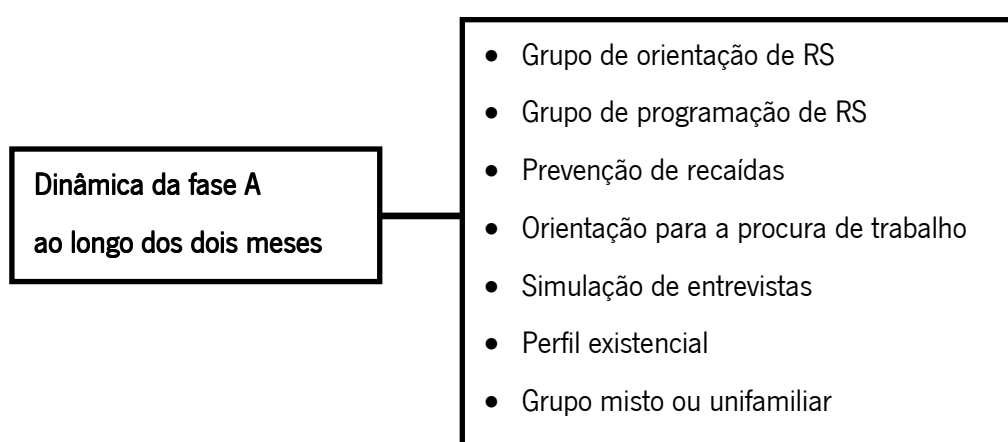 Dinâmica da fase A
ao longo dos dois meses
• Grupo de orientação de RS
• Grupo de programação de RS
• Prevenção de recaídas
• Orientação para a procura de trabalho
• Simulação de entrevistas
• Perfil existencial
• Grupo misto ou unifamiliar